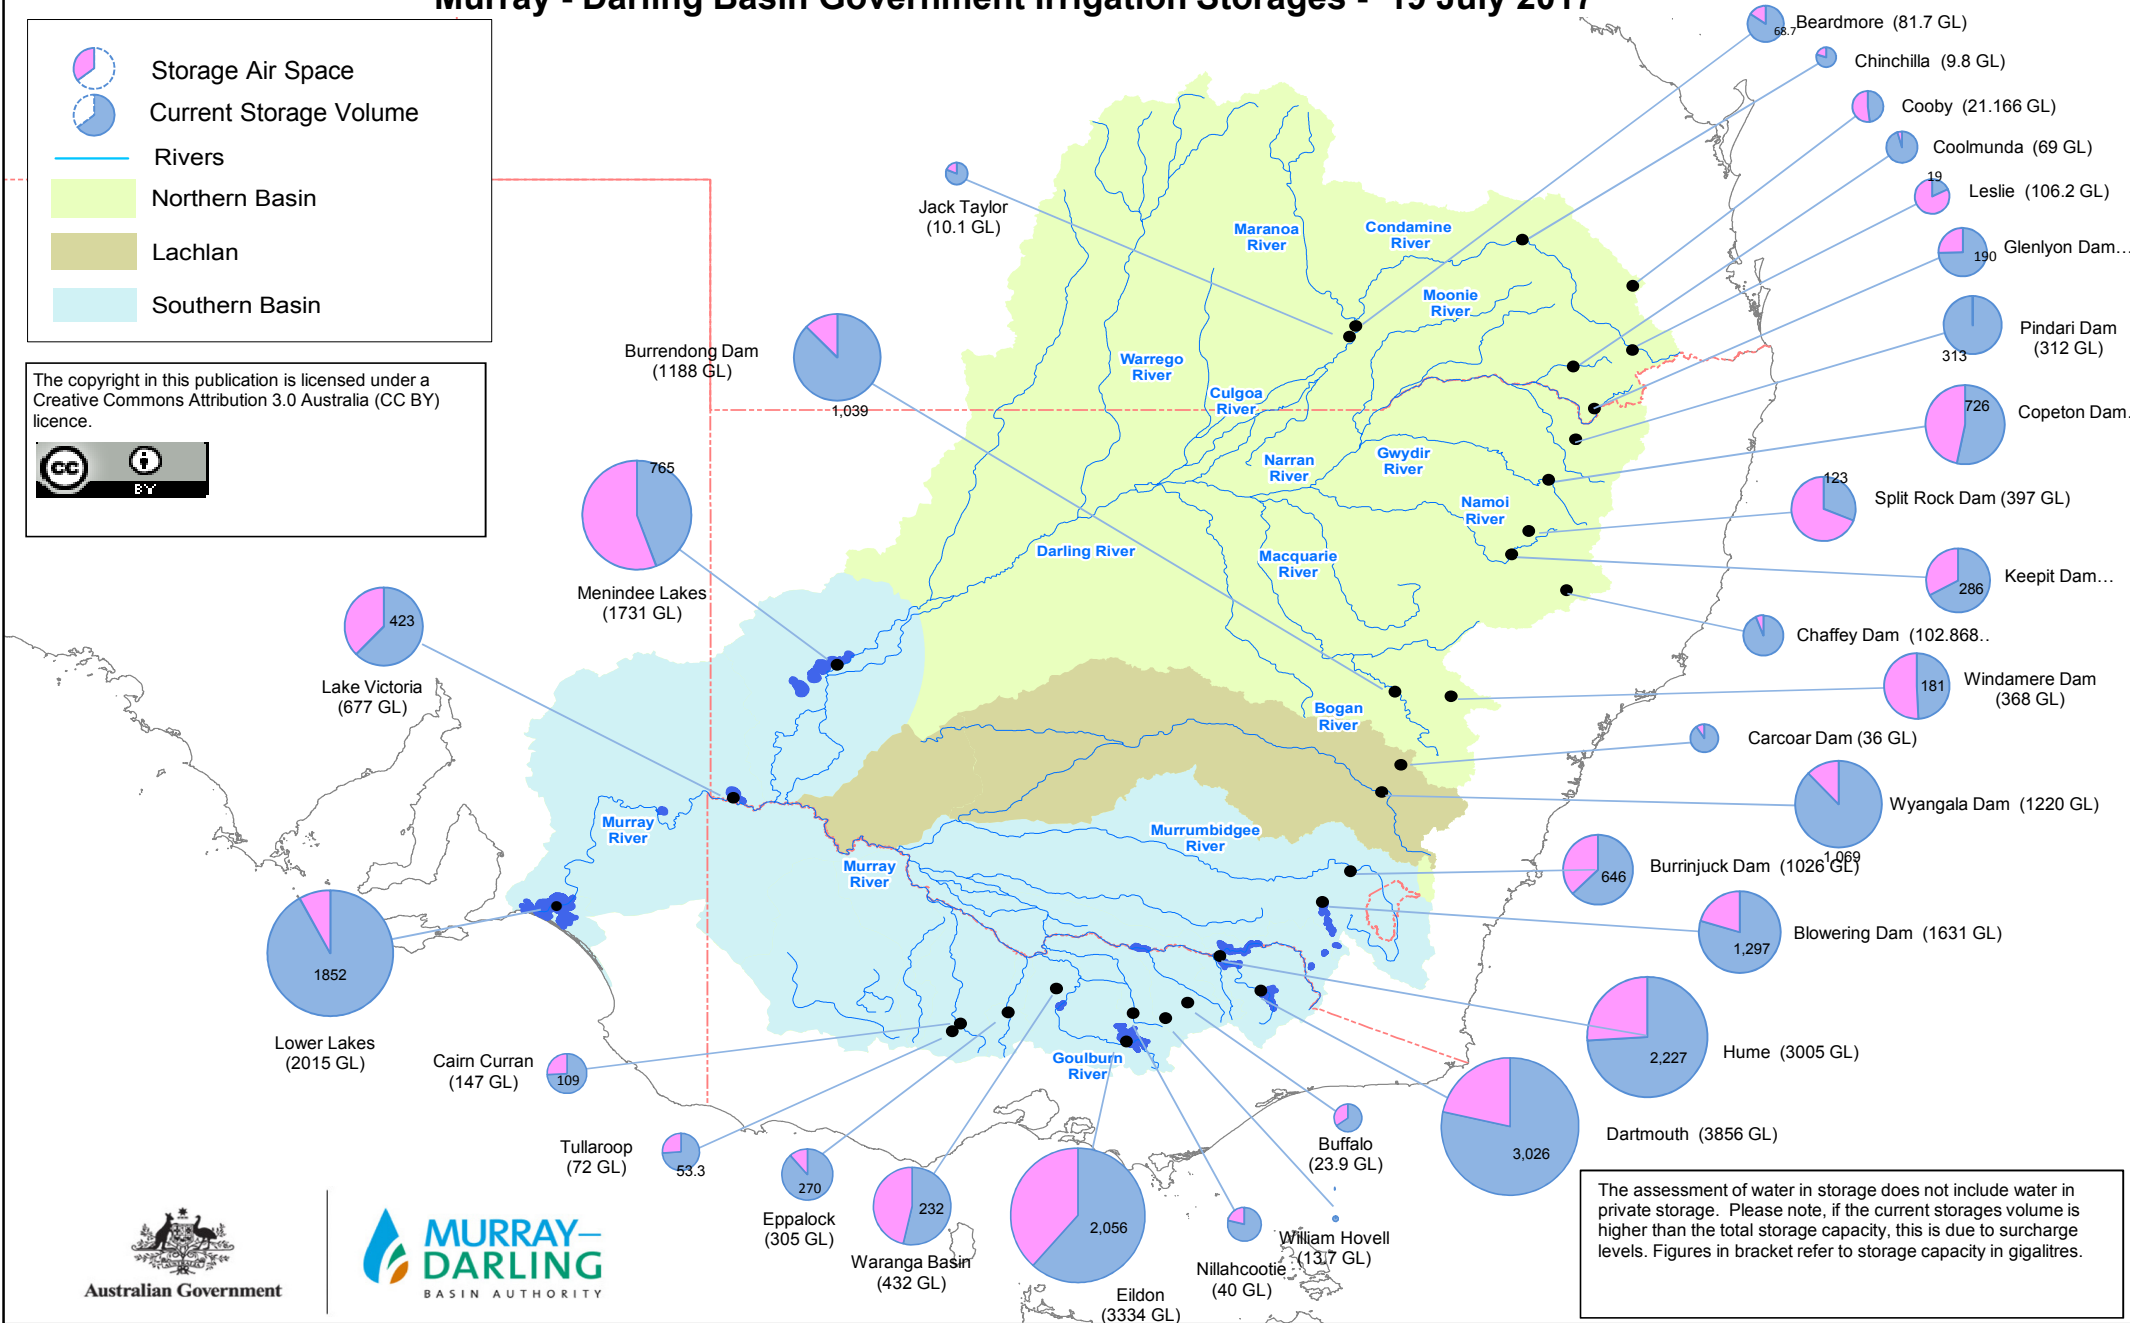 Murray - Darling Basin Government Irrigation Storages - 19 July 2017
Storage Air Space
Current Storage Volume
Rivers
Northern Basin
Lachlan
Southern Basin
The copyright in this publication is licensed under a
Creative Commons Attribution 3.0 Australia (CC BY)
licence.
cc
BY
Jack Taylor
(10.1 GL)
Beardmore (81.7 GL)
68.7
Chinchilla (9.8 GL)
Cooby (21.166 GL)
Coolmunda (69 GL)
19
Leslie (106.2 GL)
Glenlyon Dam...
190
Pindari Dam
(312 GL)
313
Copeton Dam.
726
123
Split Rock Dam (397 GL)
Keepit Dam...
286
Chaffey Dam (102.868..
Windamere Dam
(368 GL)
181
Carcoar Dam (36 GL)
Wyangala Dam (1220 GL)
1,069
Burrinjuck Dam (1026 GL)
646
Blowering Dam (1631 GL)
1,297
Hume (3005 GL)
2,227
Dartmouth (3856 GL)
3,026
Burrendong Dam
(1188 GL)
1,039
765
Menindee Lakes
(1731 GL)
423
Lake Victoria
(677 GL)
1852
Lower Lakes
(2015 GL)
Cairn Curran
(147 GL)
109
Tullaroop
(72 GL)
53.3
270
Eppalock
(305 GL)
232
Waranga Basin
(432 GL)
2,056
Eildon
(3334 GL)
Nillahcootie
(40 GL)
William Hovell
(13.7 GL)
Buffalo
(23.9 GL)
Maranoa
River
Condamine
River
Moonie
River
Warrego
River
Culgoa
River
Narran
River
Gwydir
River
Namoi
River
Darling River
Macquarie
River
Bogan
River
Murray
River
Murray
River
Murrumbidgee
River
Goulburn
River
Australian Government
MURRAY–
DARLING
BASIN AUTHORITY
The assessment of water in storage does not include water in
private storage. Please note, if the current storages volume is
higher than the total storage capacity, this is due to surcharge
levels. Figures in bracket refer to storage capacity in gigalitres.